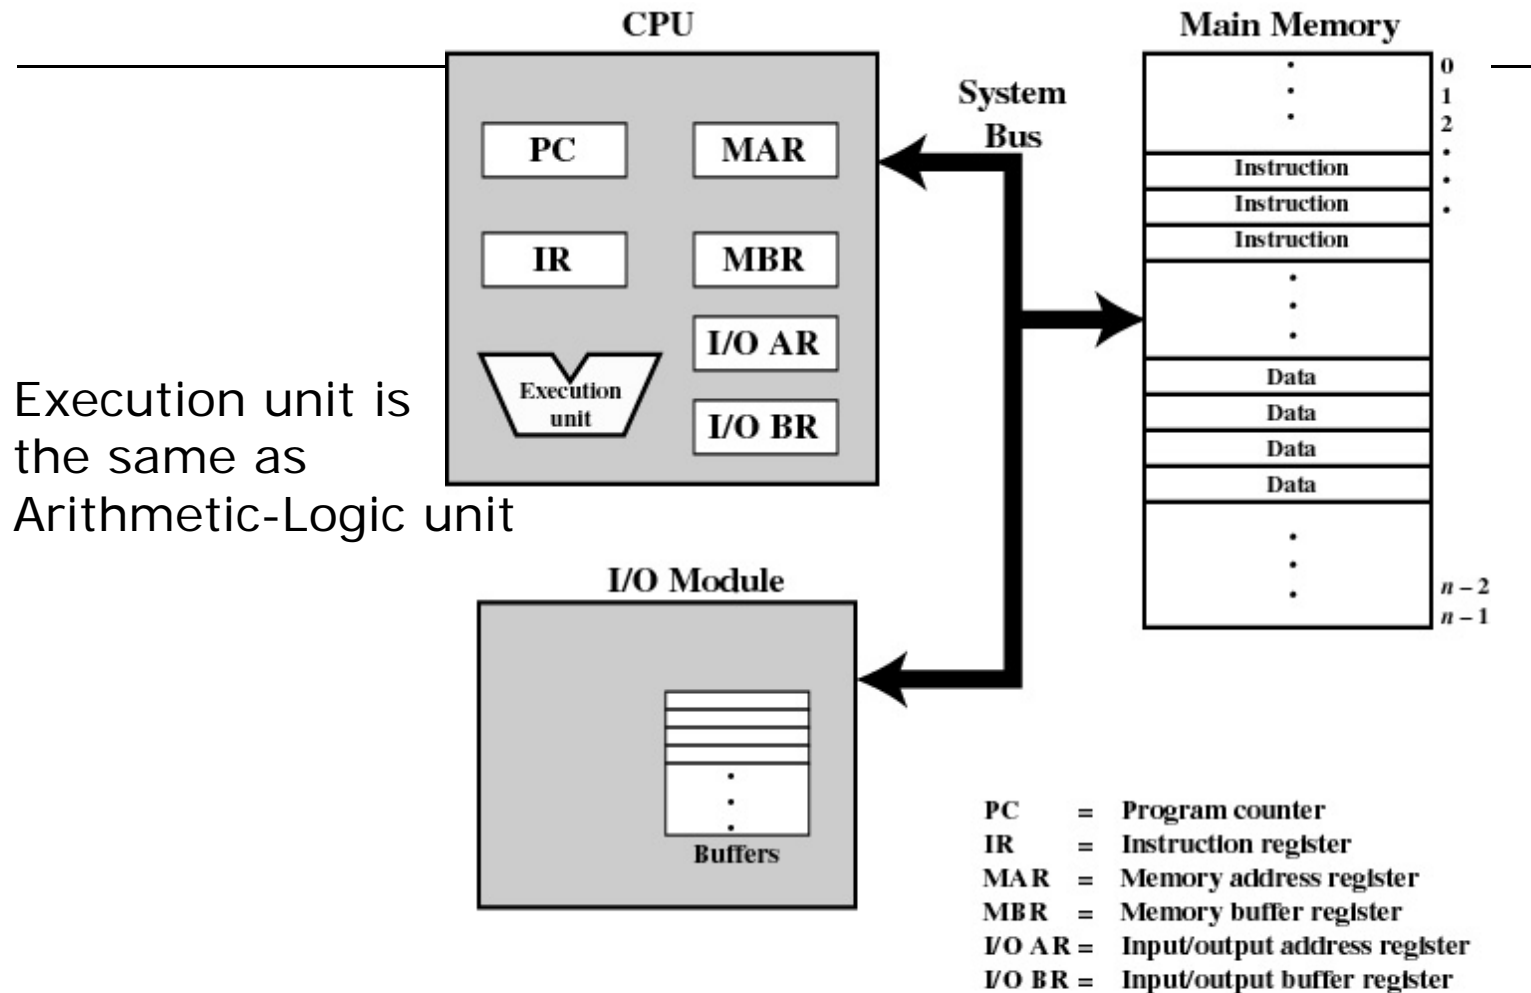 CPU
Main Memory
System
Bus
PC
MAR
IR
MBR
I/O AR
Execution
unit
I/O BR
Execution unit is
the same as
Arithmetic-Logic unit
0
1
2
Instruction
Instruction
Instruction
Data
Data
Data
Data
n – 2
n – 1
I/O Module
Buffers
PC = Program counter
IR = Instruction register
MAR = Memory address register
MBR = Memory buffer register
I/O AR = Input/output address register
I/O BR = Input/output buffer register